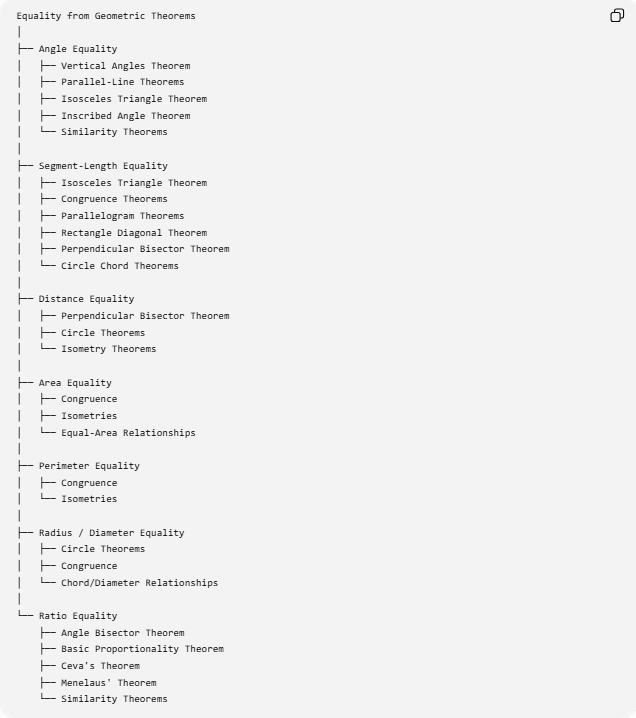 Equality from Geometric Theorems
│
├── Angle Equality
│   ├── Vertical Angles Theorem
│   ├── Parallel-Line Theorems
│   ├── Isosceles Triangle Theorem
│   ├── Inscribed Angle Theorem
│   └── Similarity Theorems
│
├── Segment-Length Equality
│   ├── Isosceles Triangle Theorem
│   ├── Congruence Theorems
│   ├── Parallelogram Theorems
│   ├── Rectangle Diagonal Theorem
│   ├── Perpendicular Bisector Theorem
│   └── Circle Chord Theorems
│
├── Distance Equality
│   ├── Perpendicular Bisector Theorem
│   ├── Circle Theorems
│   └── Isometry Theorems
│
├── Area Equality
│   ├── Congruence
│   ├── Isometries
│   └── Equal-Area Relationships
│
├── Perimeter Equality
│   ├── Congruence
│   └── Isometries
│
├── Radius / Diameter Equality
│   ├── Circle Theorems
│   ├── Congruence
│   └── Chord/Diameter Relationships
│
└── Ratio Equality
    ├── Angle Bisector Theorem
    ├── Basic Proportionality Theorem
    ├── Ceva's Theorem
    ├── Menelaus' Theorem
    └── Similarity Theorems